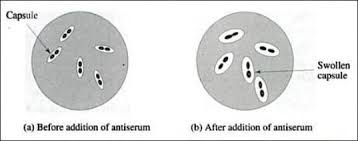 Capsule
Swollen
capsule
(a) Before addition of antiserum
(b) After addition of antiserum